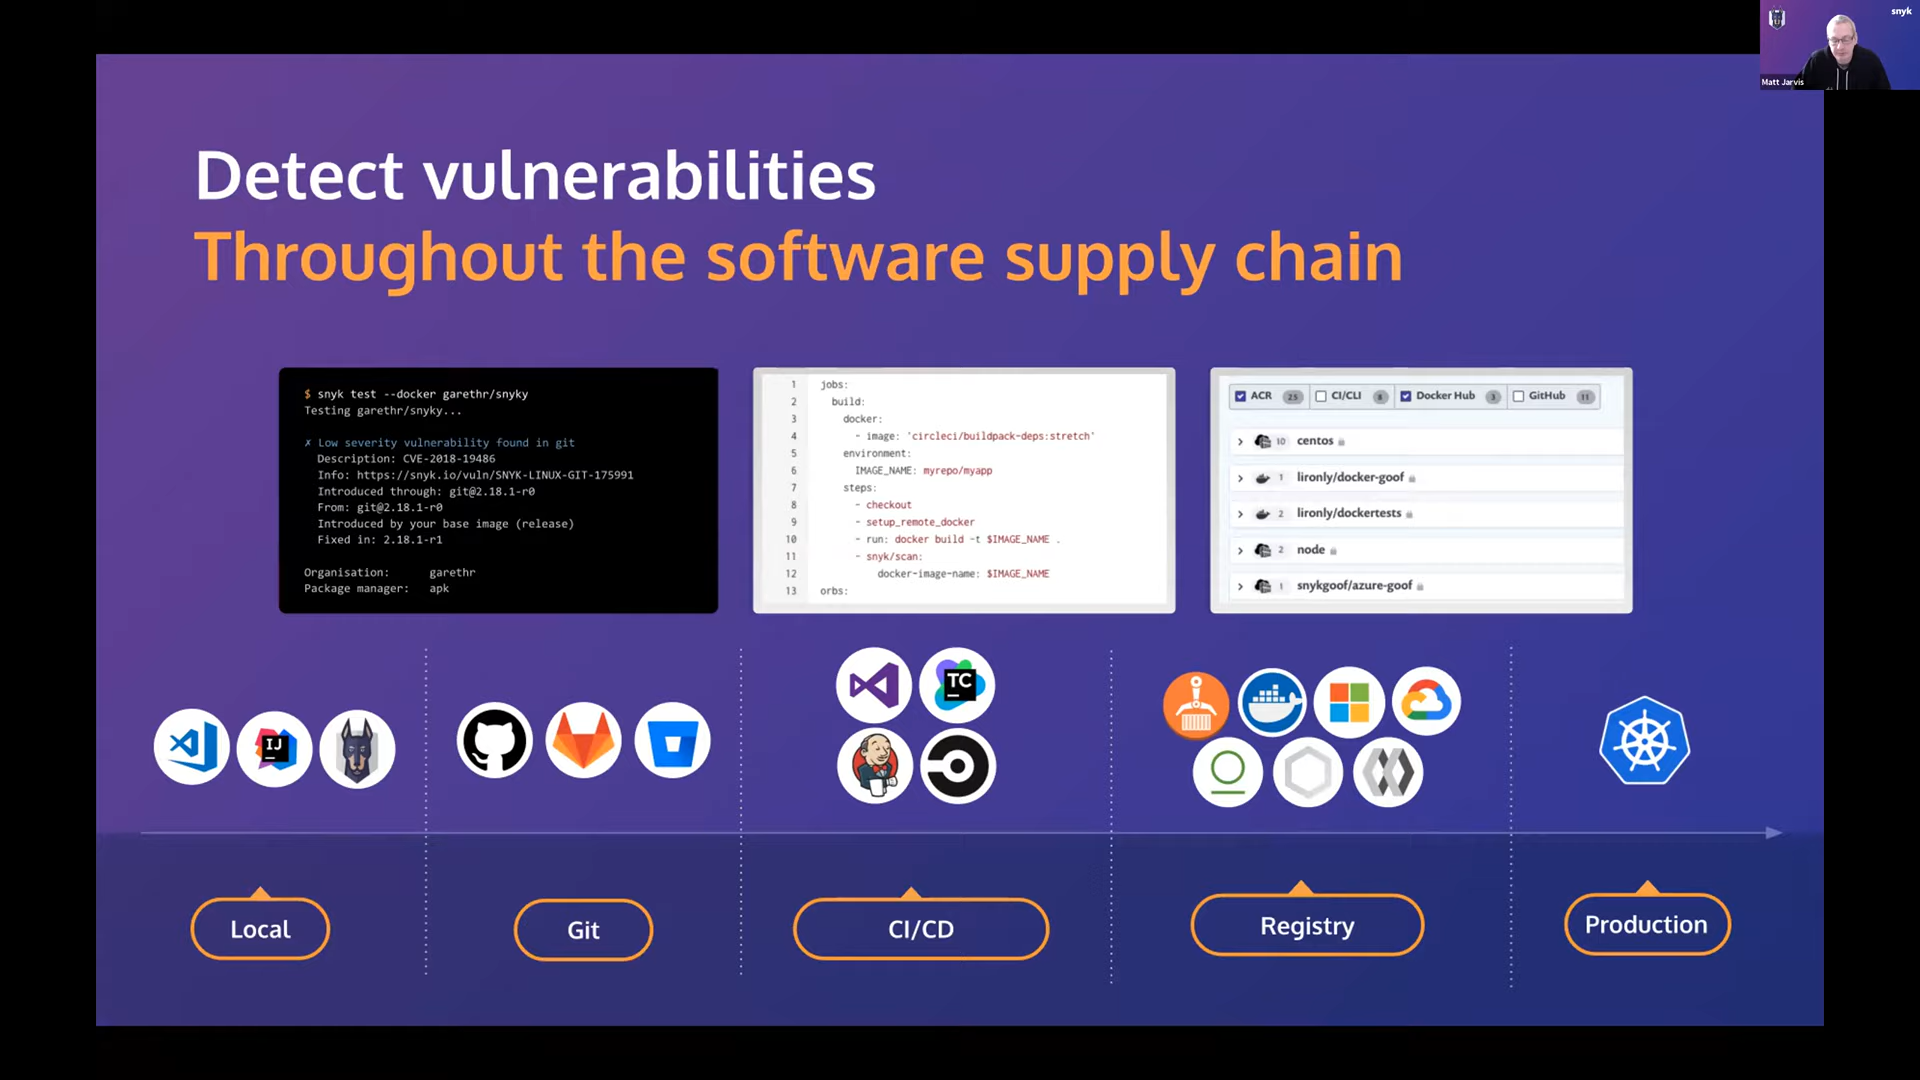 snyk
Matt Jarvis
Detect vulnerabilities
Throughout the software supply chain
$ snyk test --docker garethr/snyky
Testing garethr/snyky...
✗ Low severity vulnerability found in git
Description: CVE-2018-19486
Info: https://snyk.io/vuln/SNYK-LINUX-GIT-175991
Introduced through: git@2.18.1-r0
From: git@2.18.1-r0
Introduced by your base image (release)
Fixed in: 2.18.1-r1
Organisation: garethr
Package manager: apk
1 jobs:
2 build:
3 docker:
4 - image: 'circleci/buildpack-deps:stretch'
5 environment:
6 IMAGE_NAME: myrepo/myapp
7 steps:
8 - checkout
9 - setup_remote_docker
10 - run: docker build -t $IMAGE_NAME .
11 - snyk/scan:
12 docker-image-name: $IMAGE_NAME
13 orbs:
ACR 25 CI/CLI 8 Docker Hub 3 GitHub 11
10 centos
1 lironly/docker-goof
2 lironly/dockertests
2 node
1 snykgoof/azure-goof
IJ
TC
Local
Git
CI/CD
Registry
Production